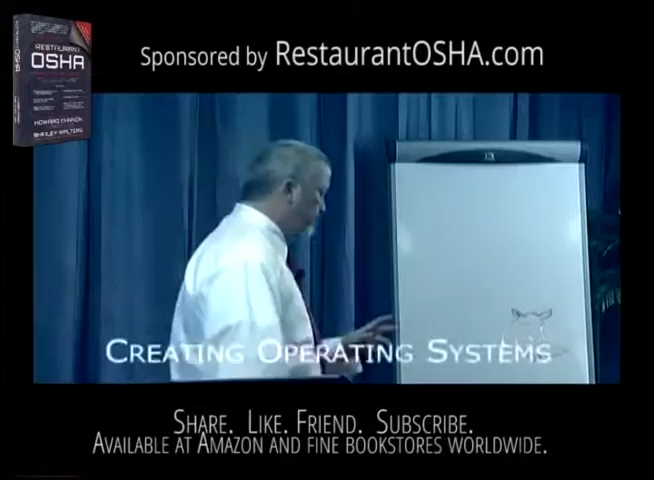 Sponsored by RestaurantOSHA.com
RESTAURANT
OSHA
HOWARD CANNON
SHIRLEY WALTERS
OSHA
CREATING OPERATING SYSTEMS
SHARE. LIKE. FRIEND. SUBSCRIBE.
AVAILABLE AT AMAZON AND FINE BOOKSTORES WORLDWIDE.